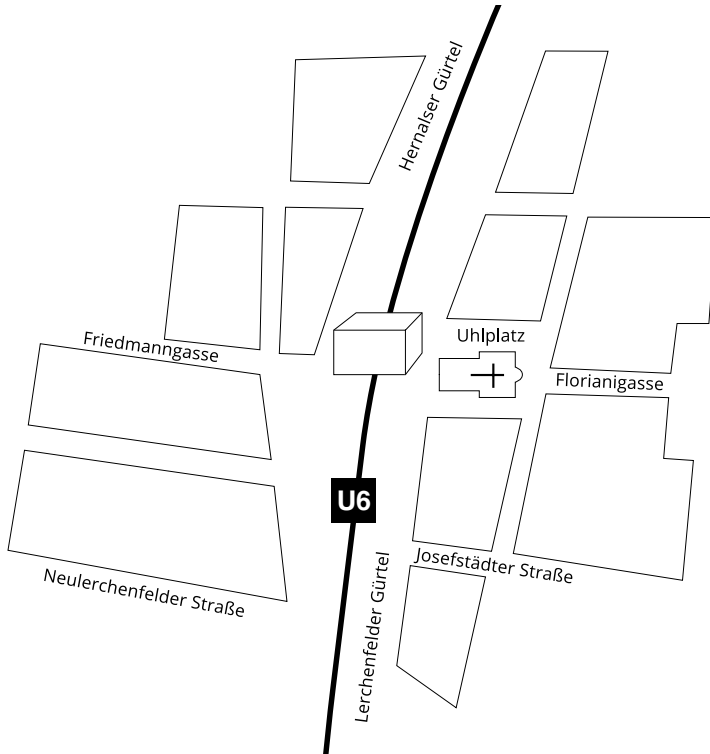 Hernalser Gürtel
Uhlplatz
Friedmanngasse
Florianigasse
U6
Josefstädter Straße
Neulerchenfelder Straße
Lerchenfelder Gürtel